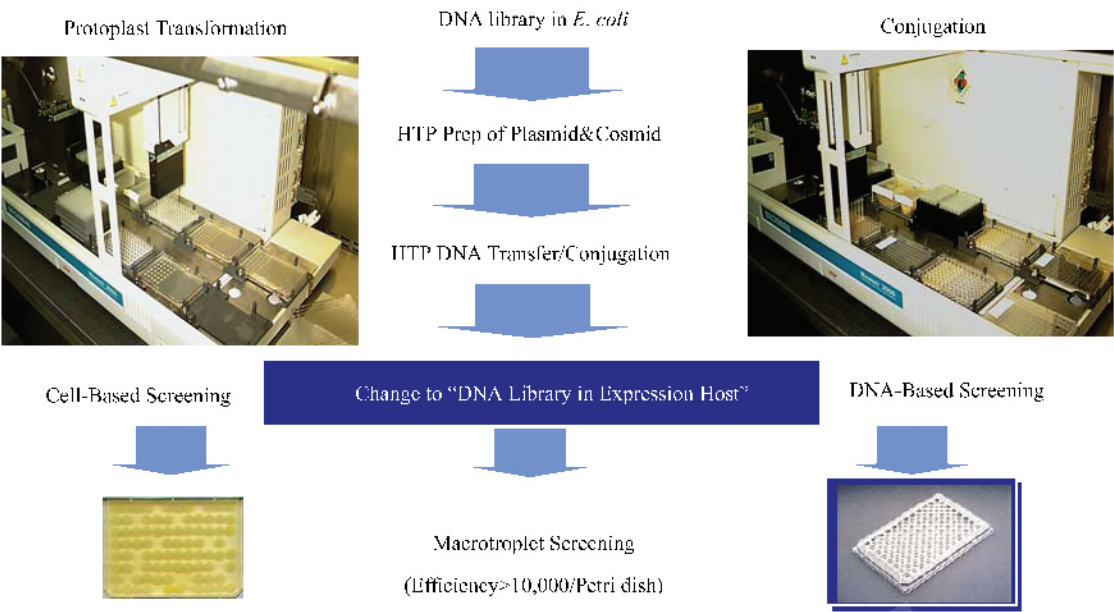 Protoplast Transformation
DNA library in E. coli
Conjugation
HTP Prep of Plasmid&Cosmid
HTP DNA Transfer/Conjugation
Cell-Based Screening
Change to “DNA Library in Expression Host”
DNA-Based Screening
Macrotroplet Screening
(Efficiency>10,000/Petri dish)